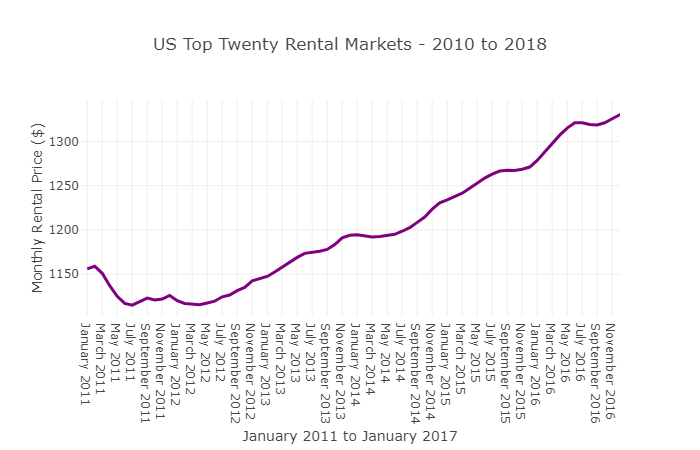 US Top Twenty Rental Markets - 2010 to 2018
Monthly Rental Price ($)
1300
1250
1200
1150
January 2011
March 2011
May 2011
July 2011
September 2011
November 2011
January 2012
March 2012
May 2012
July 2012
September 2012
November 2012
January 2013
March 2013
May 2013
July 2013
September 2013
November 2013
January 2014
March 2014
May 2014
July 2014
September 2014
November 2014
January 2015
March 2015
May 2015
July 2015
September 2015
November 2015
January 2016
March 2016
May 2016
July 2016
September 2016
November 2016
January 2011 to January 2017